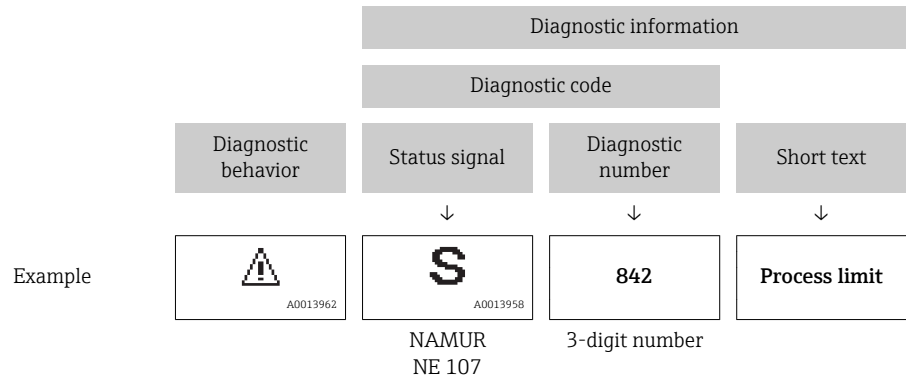 Diagnostic information
Diagnostic code
Diagnostic
behavior
Status signal
Diagnostic
number
Short text
↓
↓
↓
Example
A0013962
S
A0013958
842
Process limit
NAMUR
NE 107
3-digit number